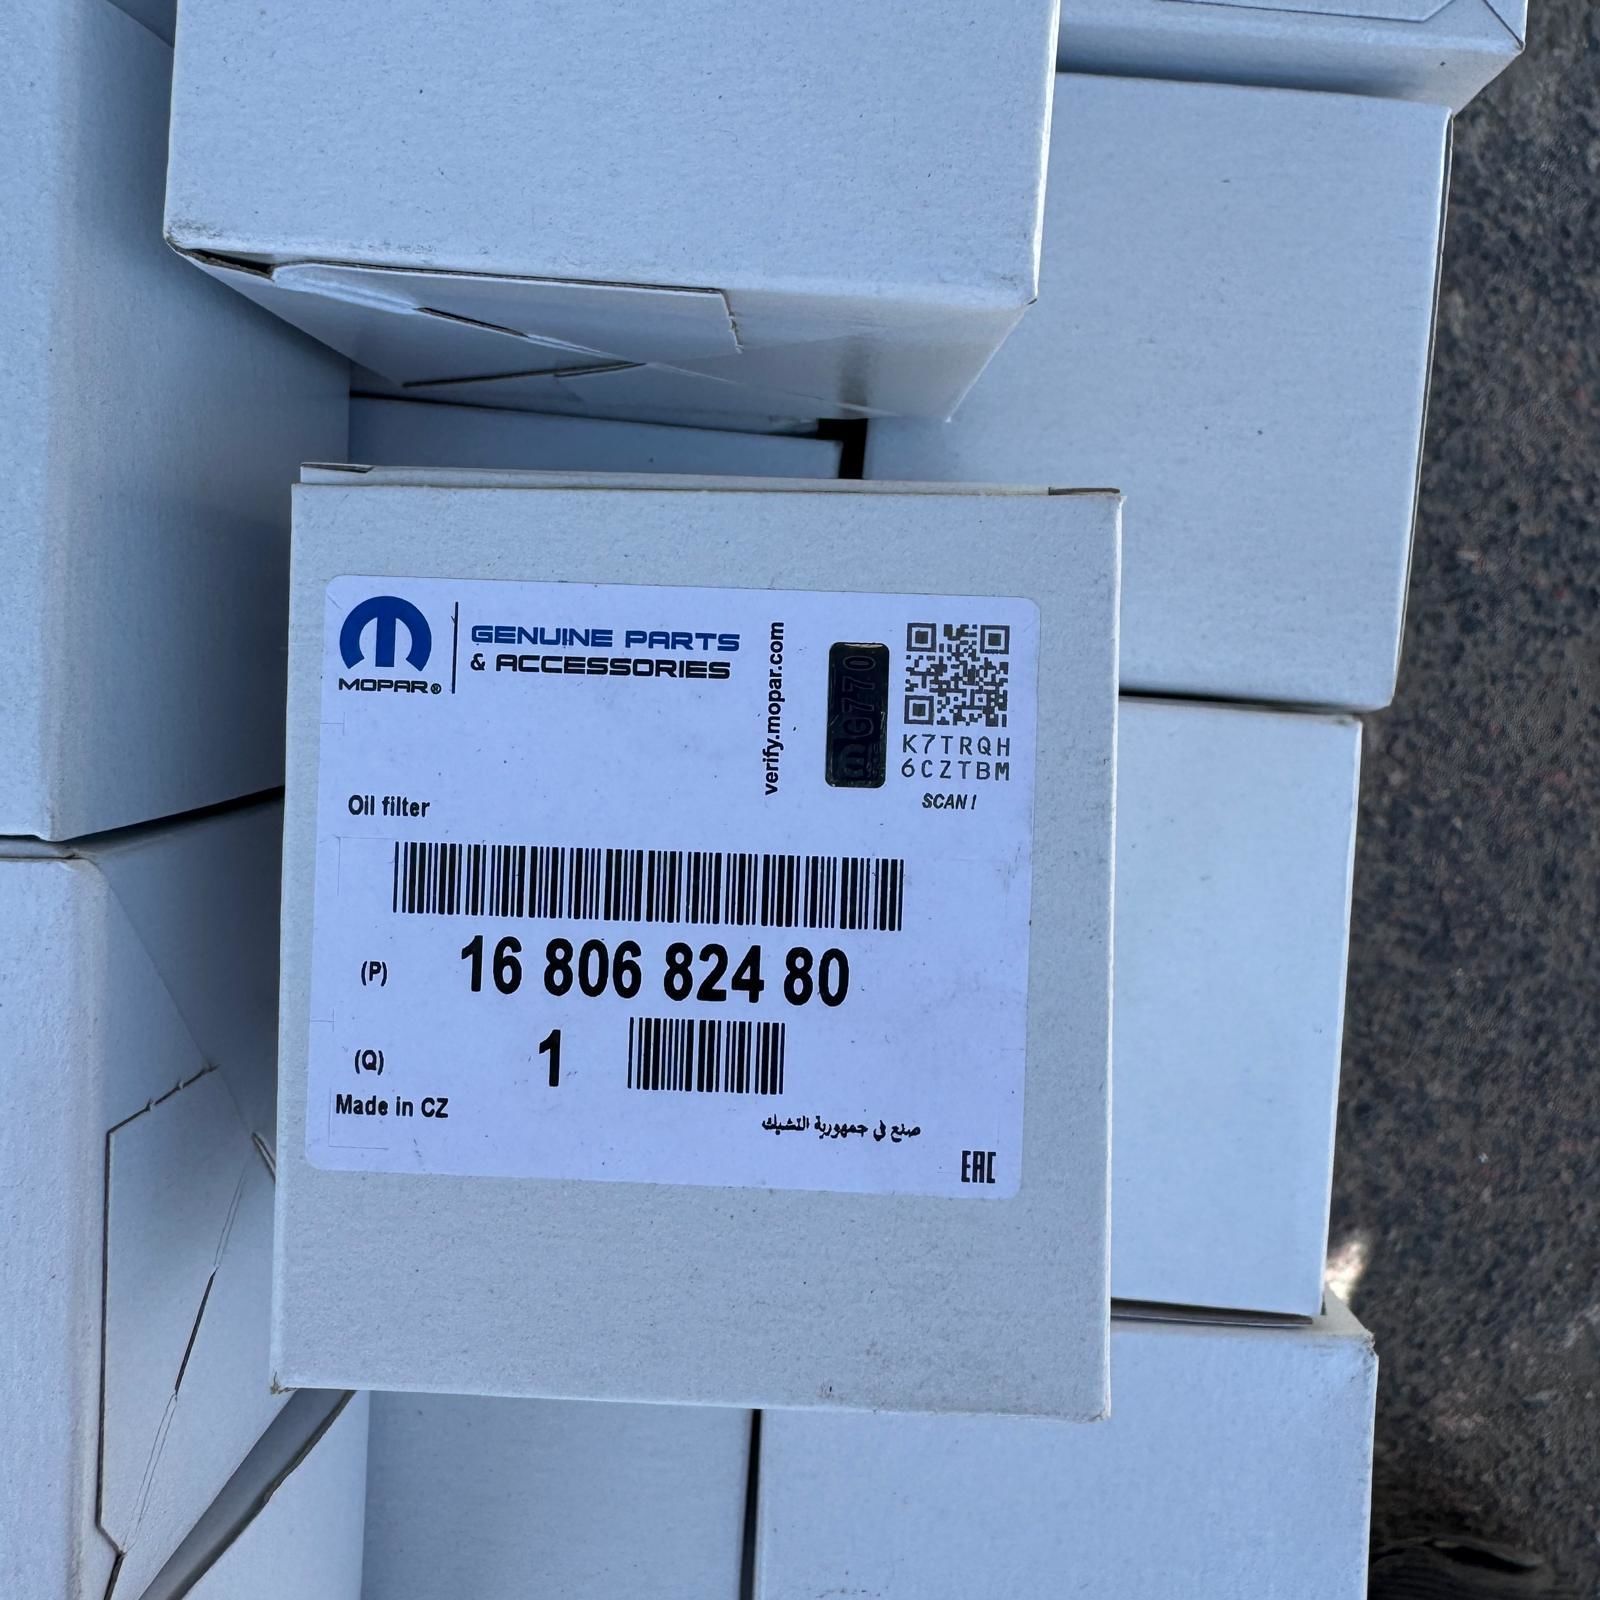 MOPAR®
GENUINE PARTS
& ACCESSORIES
verify.mopar.com
G770
K7TRQH
6CZTBM
SCAN!
Oil filter
(P) 16 806 824 80
(Q) 1
Made in CZ
صنع في جمهورية التشيك
EAC